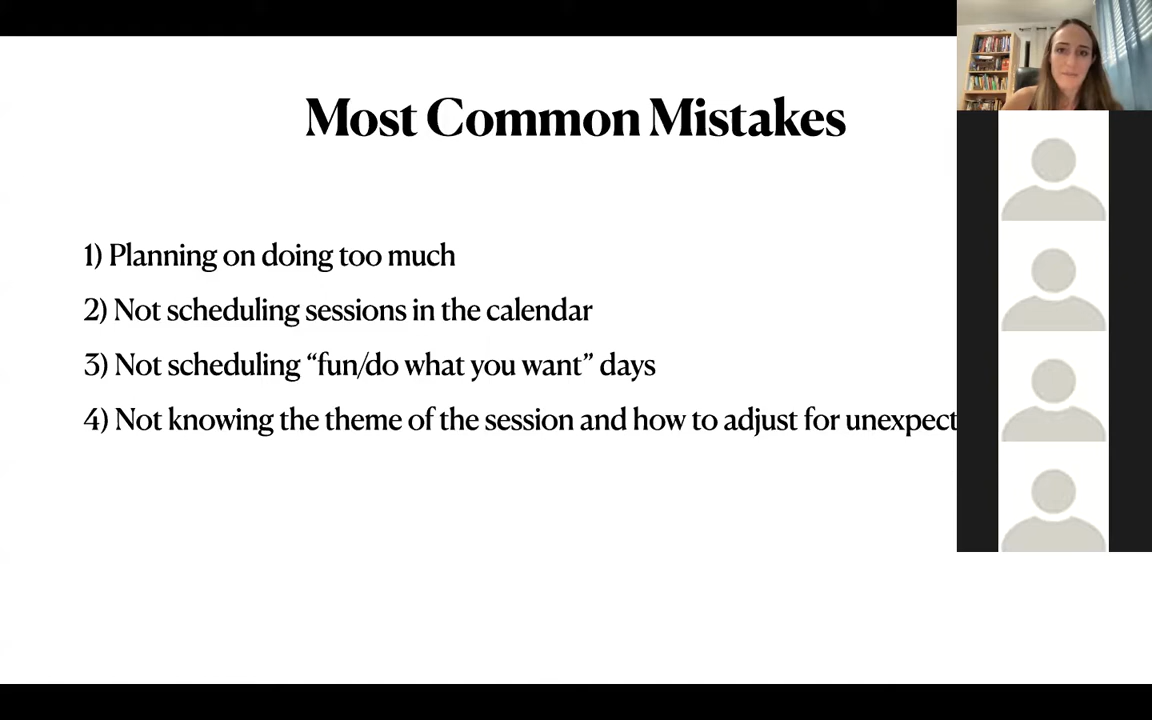 Most Common Mistakes
1) Planning on doing too much
2) Not scheduling sessions in the calendar
3) Not scheduling “fun/do what you want” days
4) Not knowing the theme of the session and how to adjust for unexpect